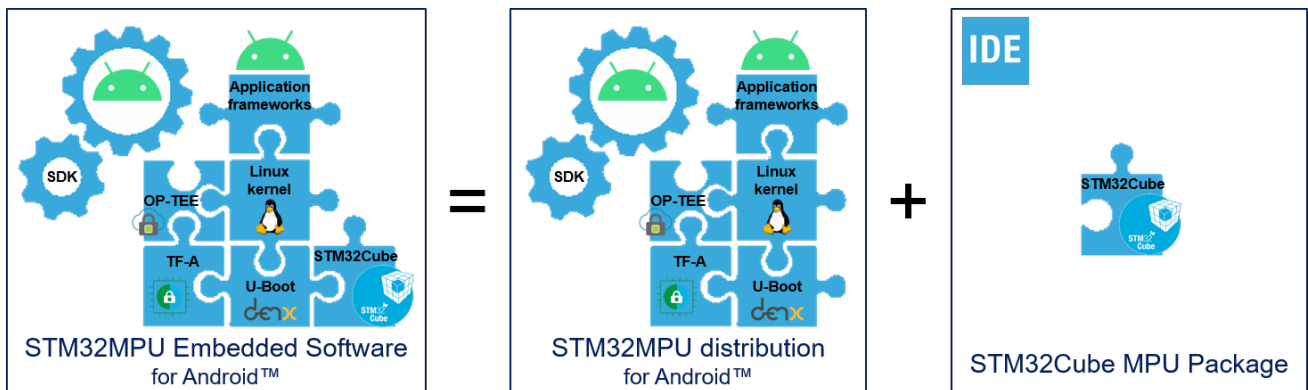 Application
frameworks
SDK
Linux
kernel
OP-TEE
TF-A
U-Boot
denx
STM32Cube
STM32
Cube
STM32MPU Embedded Software
for Android™
=
Application
frameworks
SDK
Linux
kernel
OP-TEE
TF-A
U-Boot
denx
STM32MPU distribution
for Android™
+
IDE
STM32Cube
STM32
Cube
STM32Cube MPU Package